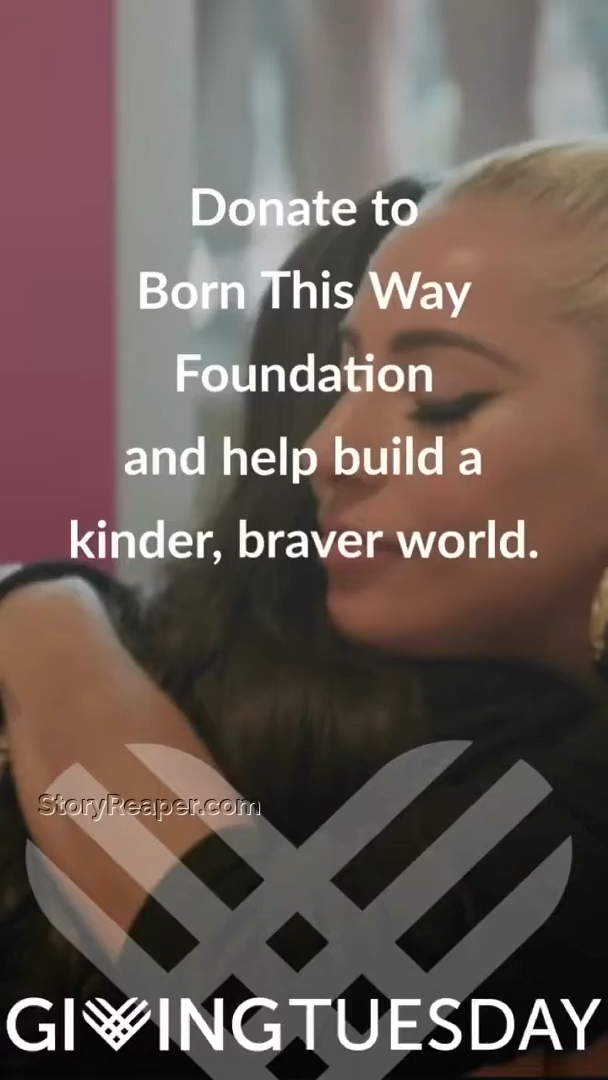 Donate to
Born This Way
Foundation
and help build a
kinder, braver world.
StoryReaper.com
GIVINGTUESDAY